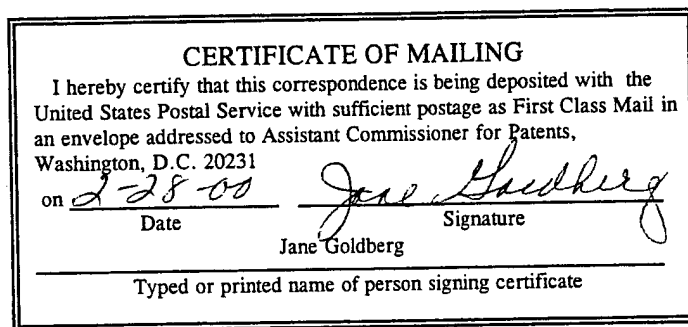 CERTIFICATE OF MAILING
I hereby certify that this correspondence is being deposited with the
United States Postal Service with sufficient postage as First Class Mail in
an envelope addressed to Assistant Commissioner for Patents,
Washington, D.C. 20231
on 2-28-00 Jane Goldberg
Date Signature
Jane Goldberg
Typed or printed name of person signing certificate